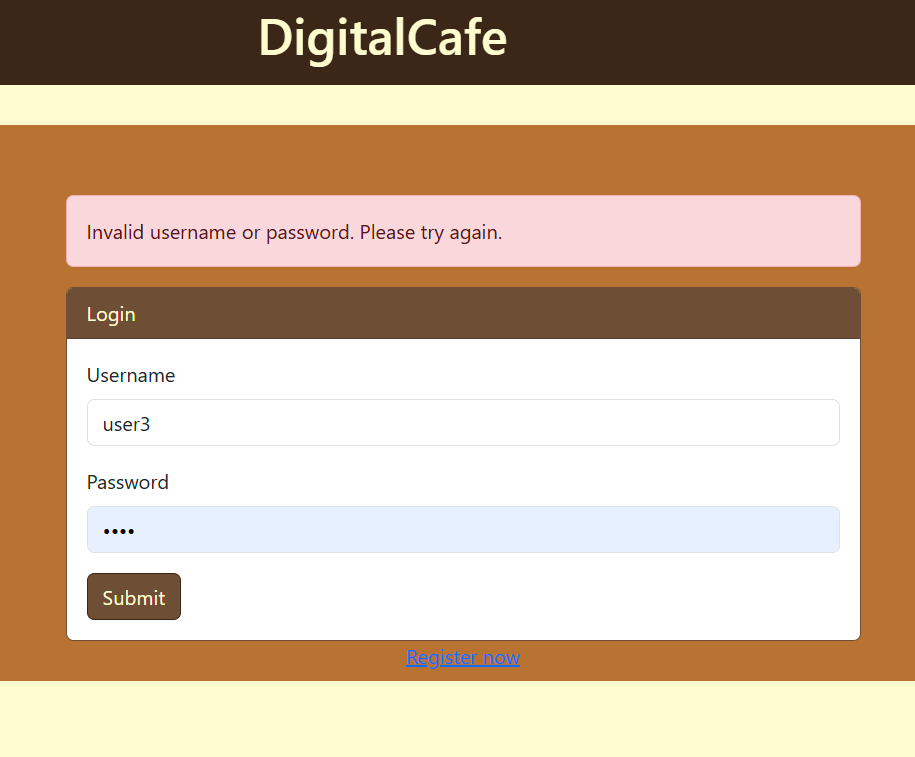 DigitalCafe
Invalid username or password. Please try again.
Login
Username
user3
Password
••••
Submit
Register now